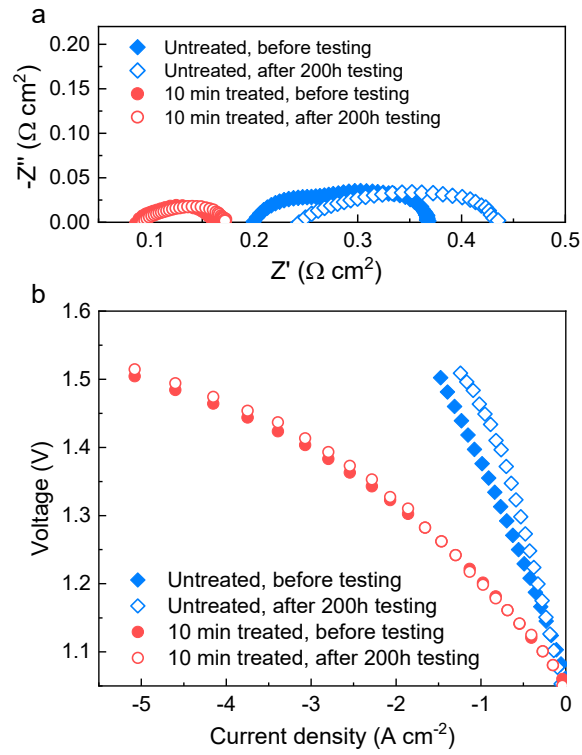 a
0.20
0.15
0.10
0.05
0.00
-Z" (Ω cm²)
Untreated, before testing
Untreated, after 200h testing
10 min treated, before testing
10 min treated, after 200h testing
0.1 0.2 0.3 0.4 0.5
Z' (Ω cm²)
b
1.6
1.5
1.4
1.3
1.2
1.1
Voltage (V)
Untreated, before testing
Untreated, after 200h testing
10 min treated, before testing
10 min treated, after 200h testing
-5 -4 -3 -2 -1 0
Current density (A cm⁻²)